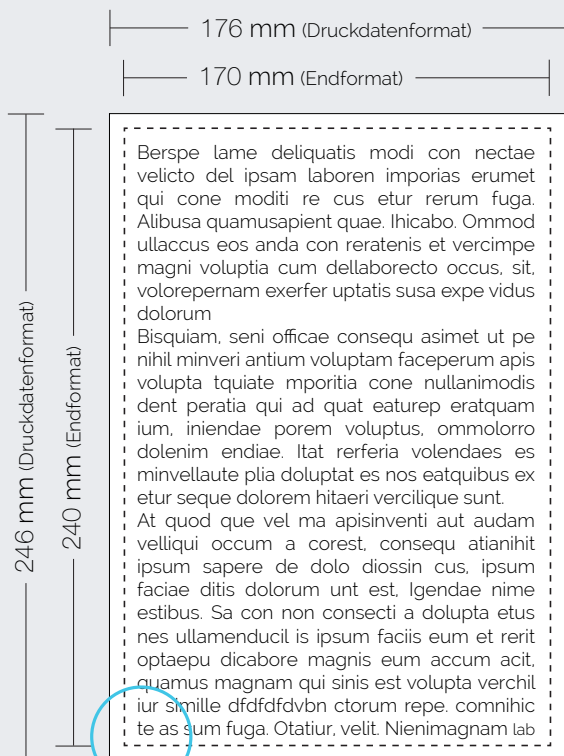 176 mm (Druckdatenformat)
170 mm (Endformat)
246 mm (Druckdatenformat)
240 mm (Endformat)
Berspe lame deliquatis modi con nectae
velicto del ipsam laboren imporias erumet
qui cone moditi re cus etur rerum fuga.
Alibusa quamusapient quae. Ihicabo. Ommod
ullaccus eos anda con reratenis et vercimpe
magni voluptia cum dellaborecto occus, sit,
volorepernam exerfer uptatis susa expe vidus
dolorum
Bisquiam, seni officae consequ asimet ut pe
nihil minveri antium voluptam faceperum apis
volupta tquiate mporitia cone nullanimodis
dent peratia qui ad quat eaturep eratquam
ium, iniendae porem voluptus, ommolorro
dolenim endiae. Itat rerferia volendaes es
minvellaute plia doluptat es nos eatquibus ex
etur seque dolorem hitaeri vercilique sunt.
At quod que vel ma apisinventi aut audam
velliqui occum a corest, consequ atianihit
ipsum sapere de dolo diossin cus, ipsum
faciae ditis dolorum unt est, Igendae nime
estibus. Sa con non consecti a dolupta etus
nes ullamenducil is ipsum faciis eum et rerit
optaepu dicabore magnis eum accum acit,
quamus magnam qui sinis est volupta verchil
iur simille dfdfdfdvbn ctorum repe. comnihic
te as sum fuga. Otatiur, velit. Nienimagnam lab